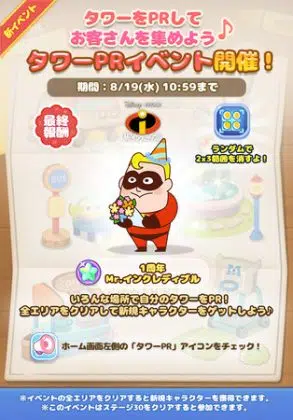 新イベント
タワーをPRして
お客さんを集めよう♪
タワーPRイベント開催！
期間：8/19(水) 10:59まで
最終
報酬
ランダムで
2x3範囲を消すよ！
1周年
Mr.インクレディブル
いろんな場所で自分のタワーをPR！
全エリアをクリアして新規キャラクターをゲットしよう♪
ホーム画面左側の「タワーPR」アイコンをチェック！
※イベントの全エリアをクリアすると新規キャラクターを獲得できます。
※このイベントはステージ30をクリアすると参加できます。